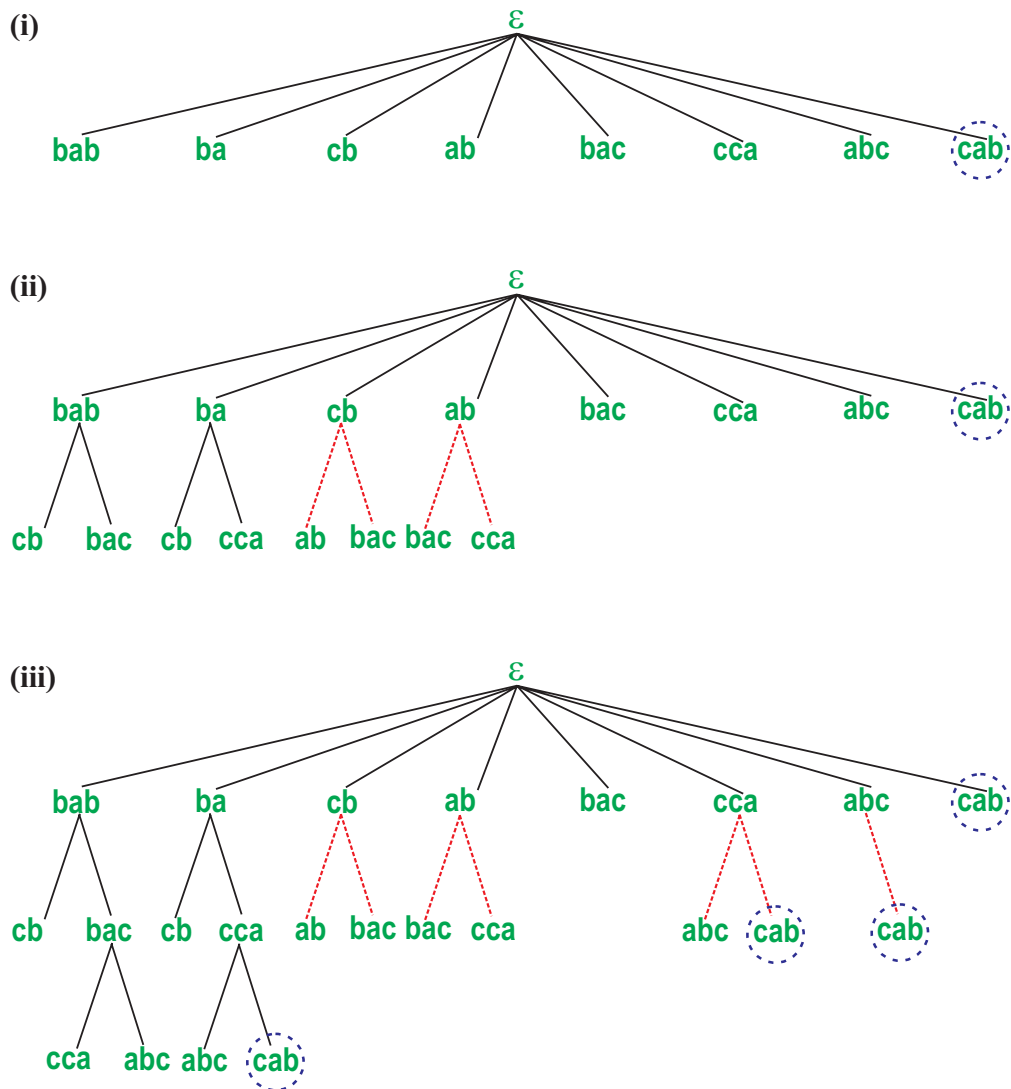 (i)
ε
bab ba cb ab bac cca abc cab
(ii)
ε
bab ba cb ab bac cca abc cab
cb bac cb cca ab bac bac cca
(iii)
ε
bab ba cb ab bac cca abc cab
cb bac cb cca ab bac bac cca abc cab cab
cca abc abc cab